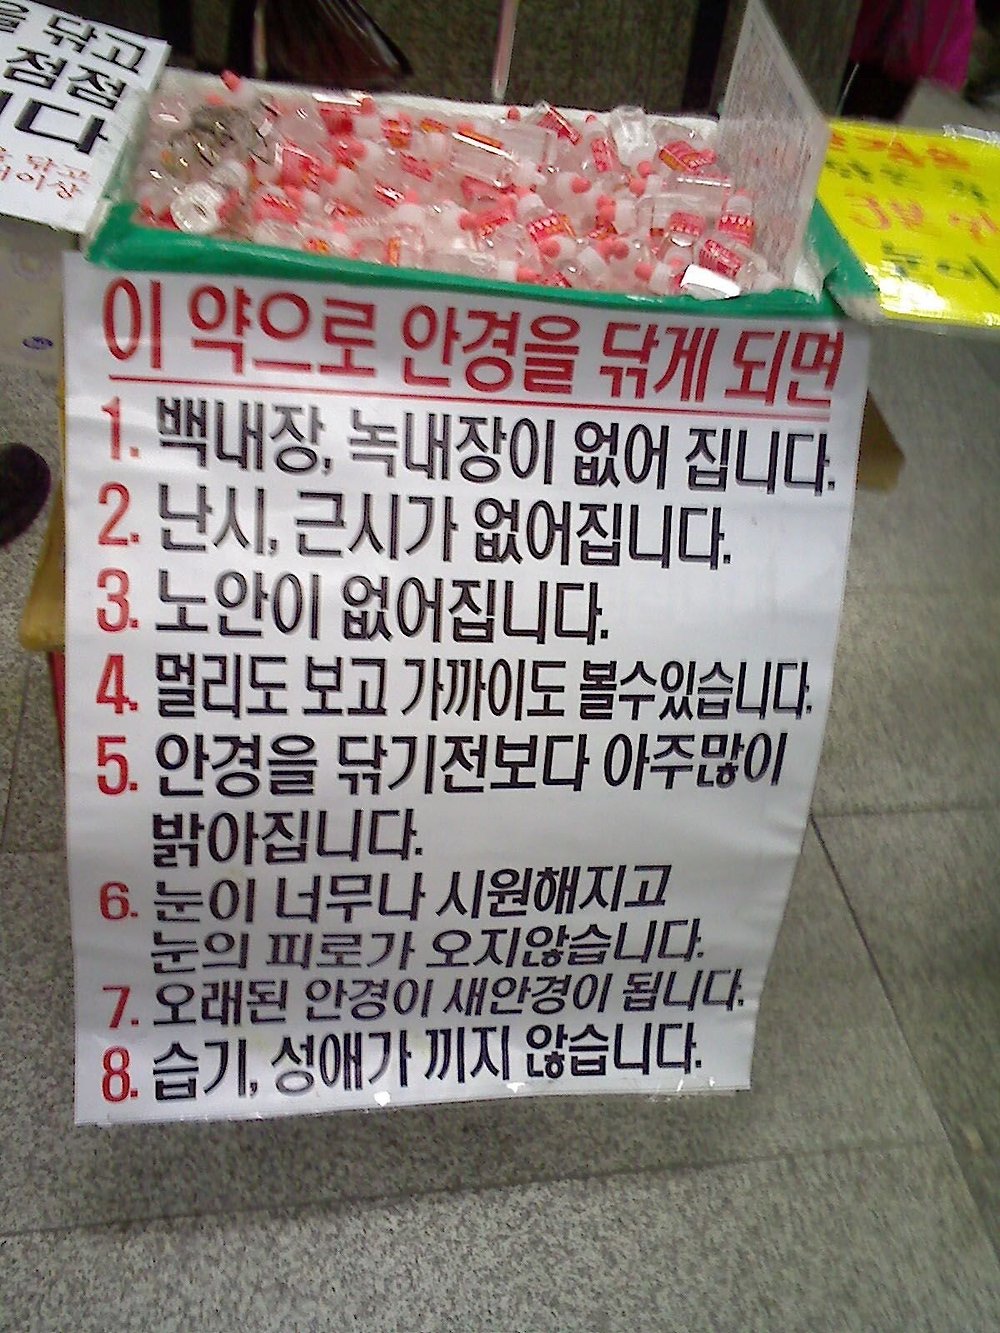 닦고
점점
니다
이 약으로 안경을 닦게 되면
1. 백내장, 녹내장이 없어 집니다.
2. 난시, 근시가 없어집니다.
3. 노안이 없어집니다.
4. 멀리도 보고 가까이도 볼수있습니다.
5. 안경을 닦기전보다 아주많이
밝아집니다.
6. 눈이 너무나 시원해지고
눈의 피로가 오지않습니다.
7. 오래된 안경이 새안경이 됩니다.
8. 습기, 성애가 끼지 않습니다.